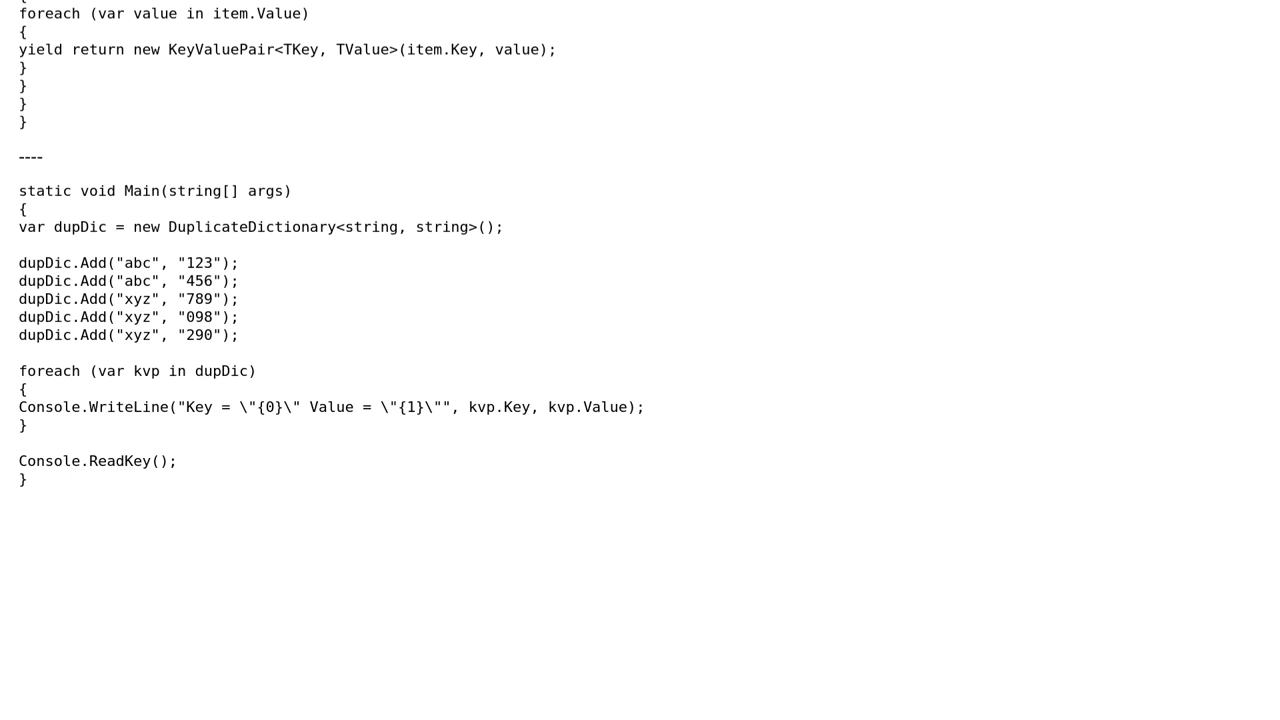 {
foreach (var value in item.Value)
{
yield return new KeyValuePair<TKey, TValue>(item.Key, value);
}
}
}
}
----
static void Main(string[] args)
{
var dupDic = new DuplicateDictionary<string, string>();
dupDic.Add("abc", "123");
dupDic.Add("abc", "456");
dupDic.Add("xyz", "789");
dupDic.Add("xyz", "098");
dupDic.Add("xyz", "290");
foreach (var kvp in dupDic)
{
Console.WriteLine("Key = \"{0}\" Value = \"{1}\"", kvp.Key, kvp.Value);
}
Console.ReadKey();
}